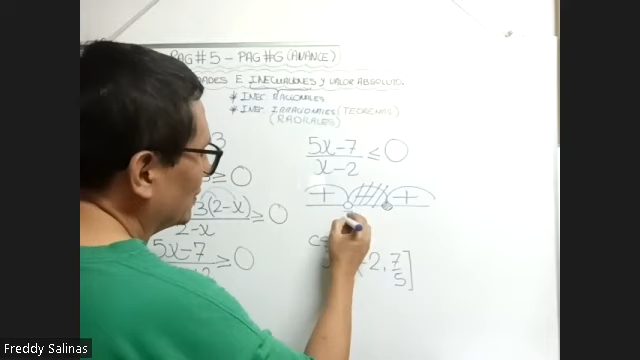 PAG#5 - PAG #6 (AVANCE)
E INECUACIONES Y VALOR ABSOLUTO
* INEC. RACIONALES
* INEC. IRRACIONALES (TEOREMAS)
(RADICALES)
3
≥ 0
3(2-x) ≥ 0
2-x
5x-7 ≥ 0
5x-7 ≤ 0
x-2
+ +
-2, 7/5]
Freddy Salinas